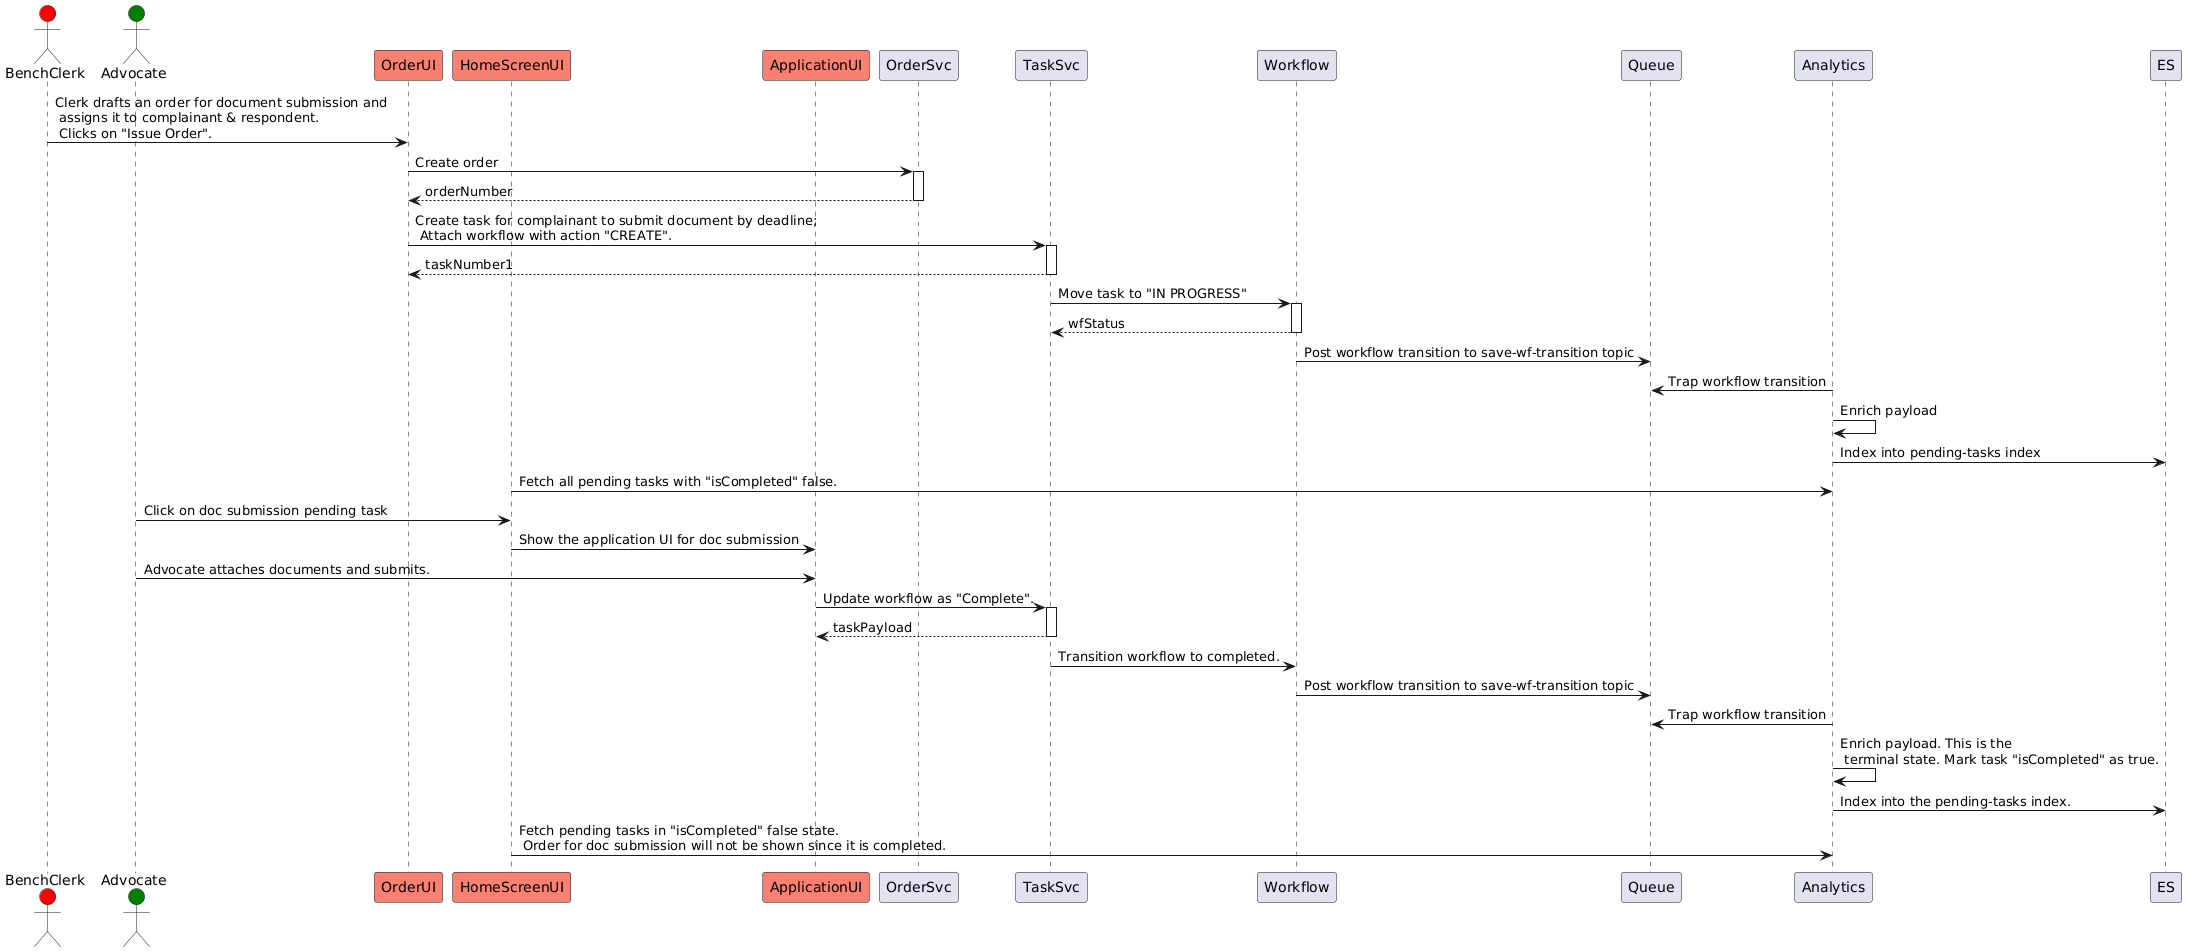 BenchClerk
Advocate
OrderUI
HomeScreenUI
ApplicationUI
OrderSvc
TaskSvc
Workflow
Queue
Analytics
ES
Clerk drafts an order for document submission and
assigns it to complainant & respondent.
Clicks on "Issue Order".
Create order
orderNumber
Create task for complainant to submit document by deadline;
Attach workflow with action "CREATE".
taskNumber1
Move task to "IN PROGRESS"
wfStatus
Post workflow transition to save-wf-transition topic
Trap workflow transition
Enrich payload
Index into pending-tasks index
Fetch all pending tasks with "isCompleted" false.
Click on doc submission pending task
Show the application UI for doc submission
Advocate attaches documents and submits.
Update workflow as "Complete".
taskPayload
Transition workflow to completed.
Post workflow transition to save-wf-transition topic
Trap workflow transition
Enrich payload. This is the
terminal state. Mark task "isCompleted" as true.
Index into the pending-tasks index.
Fetch pending tasks in "isCompleted" false state.
Order for doc submission will not be shown since it is completed.
BenchClerk
Advocate
OrderUI
HomeScreenUI
ApplicationUI
OrderSvc
TaskSvc
Workflow
Queue
Analytics
ES